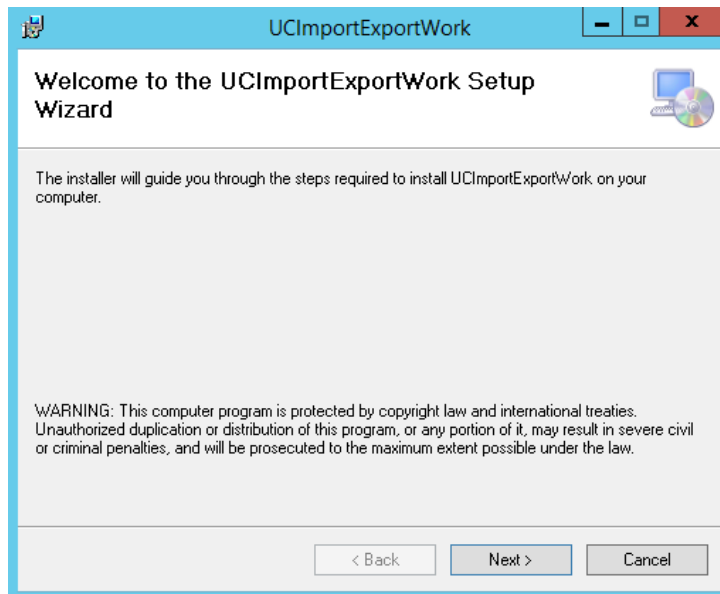 UCImportExportWork
Welcome to the UCImportExportWork Setup
Wizard
The installer will guide you through the steps required to install UCImportExportWork on your
computer.
WARNING: This computer program is protected by copyright law and international treaties.
Unauthorized duplication or distribution of this program, or any portion of it, may result in severe civil
or criminal penalties, and will be prosecuted to the maximum extent possible under the law.
< Back
Next >
Cancel